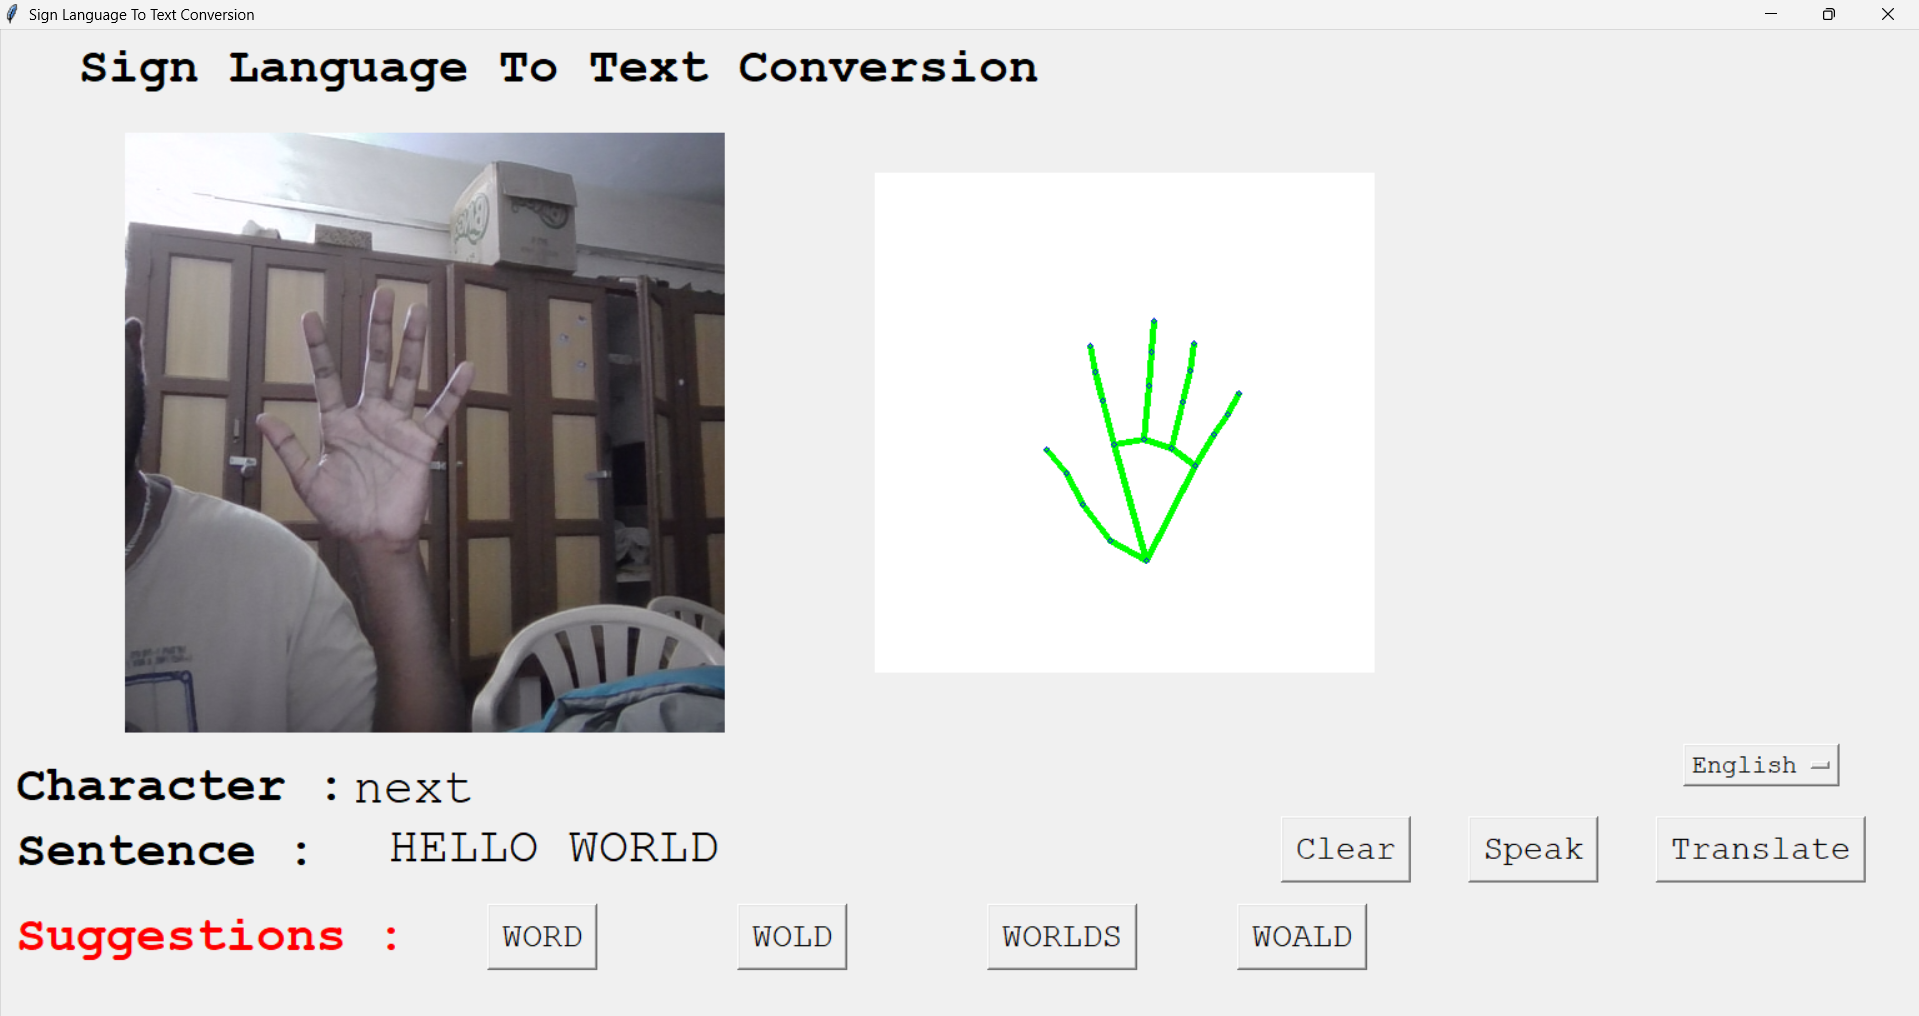 Sign Language To Text Conversion
Sign Language To Text Conversion
Character : next
English
Sentence : HELLO WORLD
Clear Speak Translate
Suggestions : WORD WOLD WORLDS WOALD